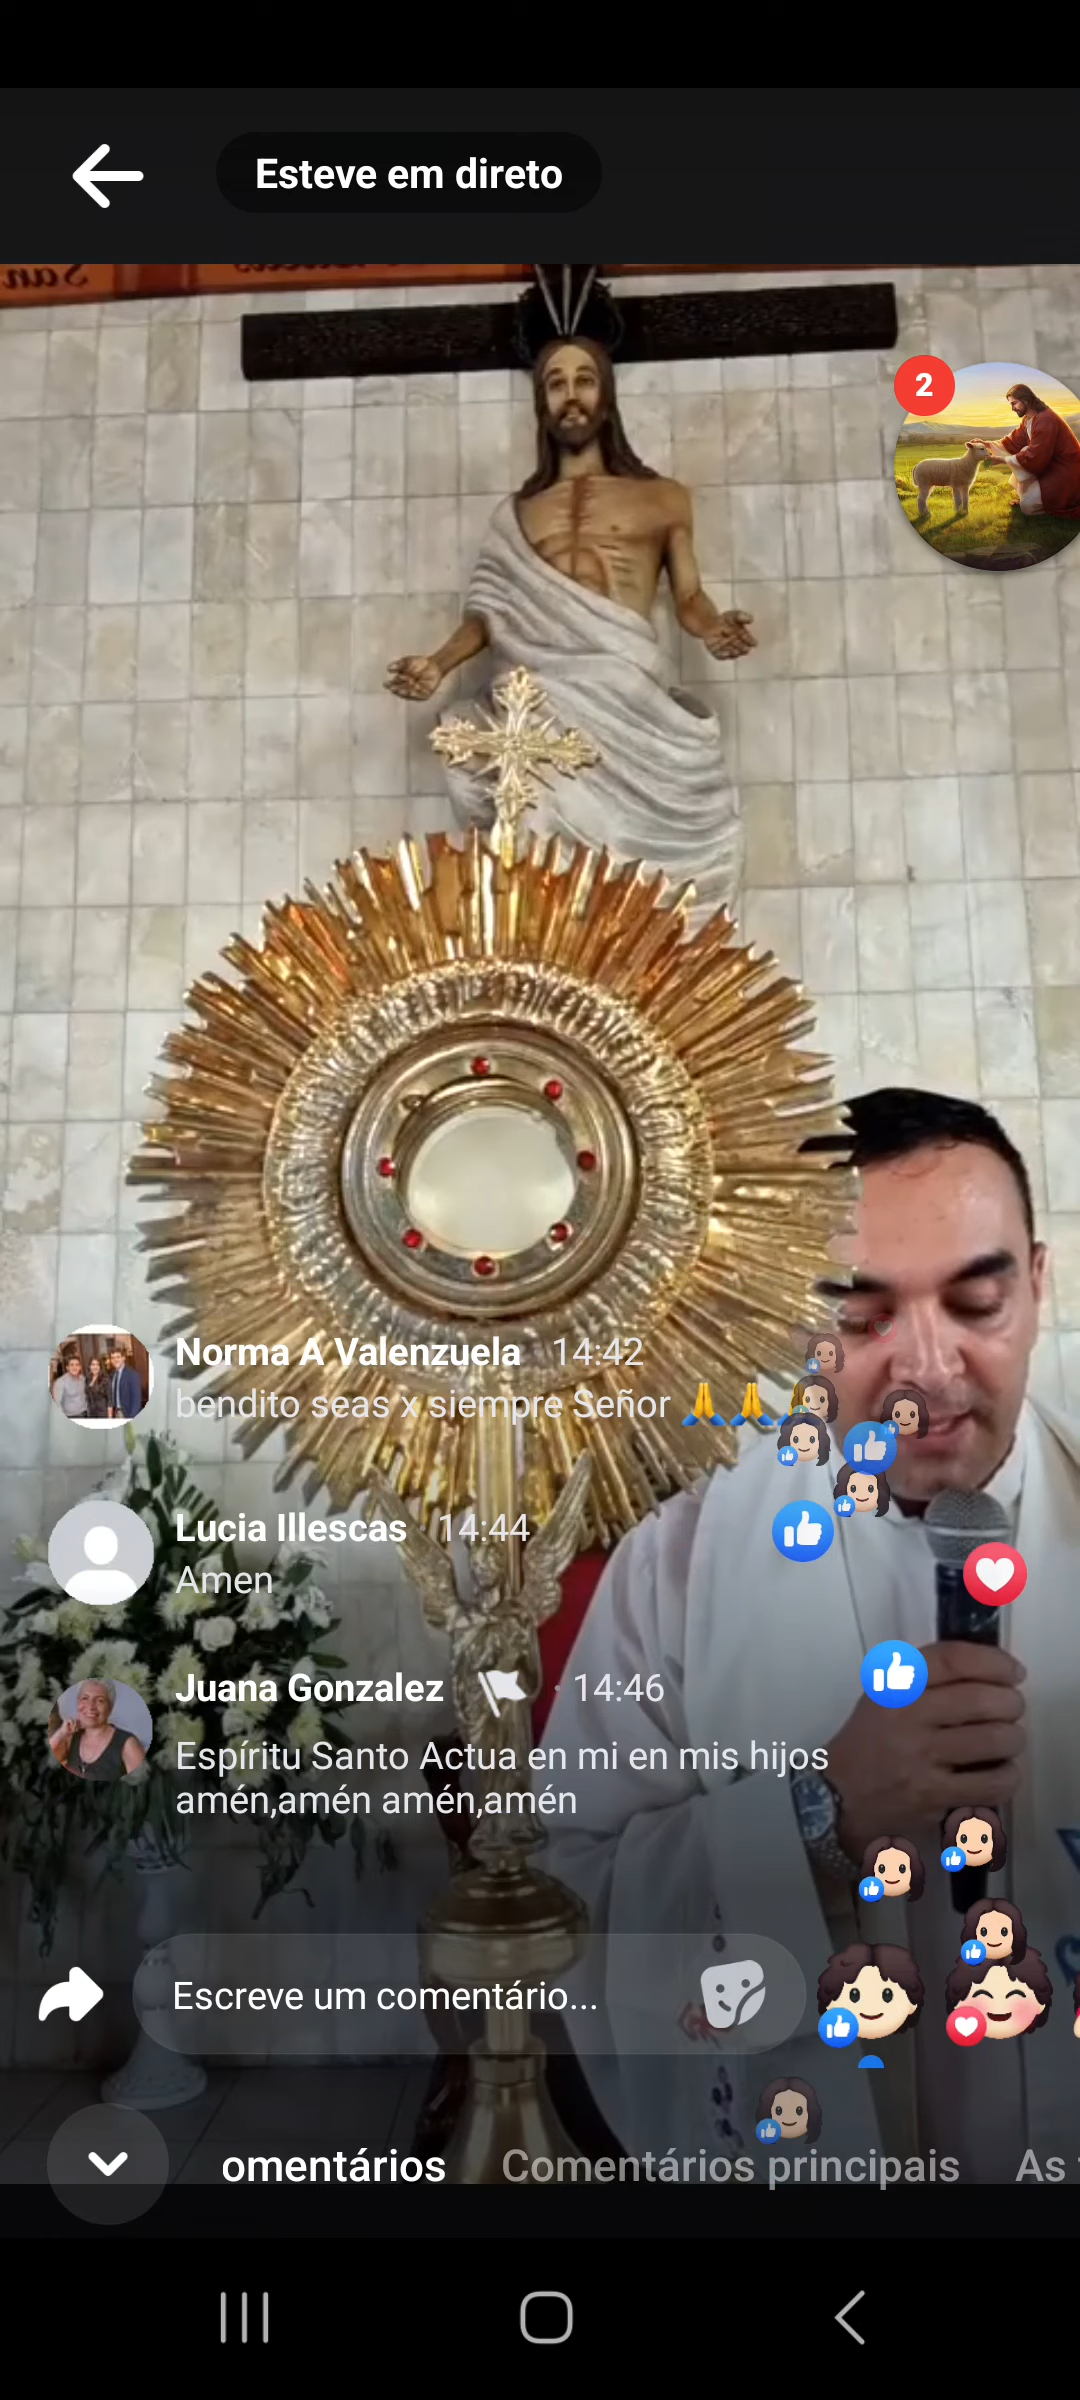 Esteve em direto
San
2
Norma A Valenzuela 14:42
bendito seas x siempre Señor 🙏🙏🙏
Lucia Illescas · 14:44
Amen
Juana Gonzalez · 14:46
Espíritu Santo Actua en mi en mis hijos
amén,amén amén,amén
Escreve um comentário...
omentários Comentários principais As